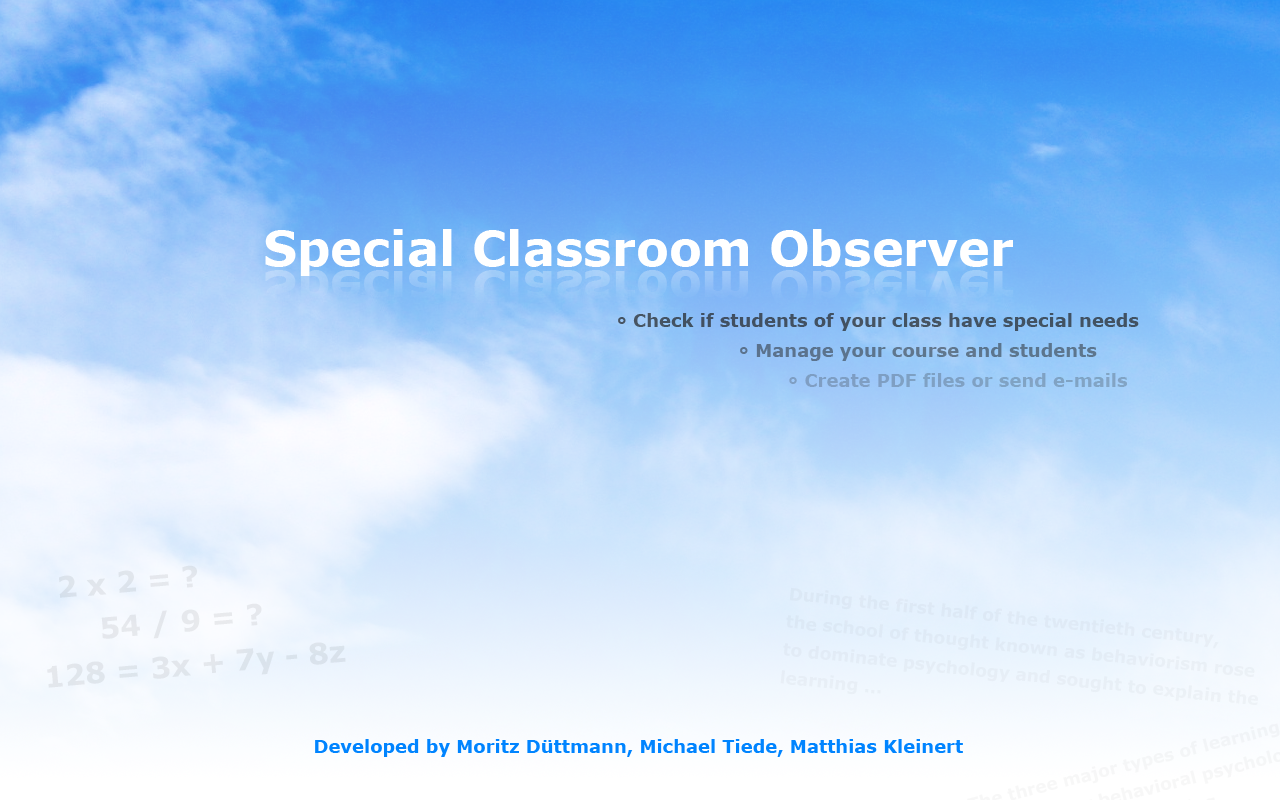 Special Classroom Observer
⚬ Check if students of your class have special needs
⚬ Manage your course and students
⚬ Create PDF files or send e-mails
2 x 2 = ?
54 / 9 = ?
128 = 3x + 7y - 8z
During the first half of the twentieth century,
the school of thought known as behaviorism rose
to dominate psychology and sought to explain the
learning ...
The three major types of learning
behavioral psycholo
Developed by Moritz Düttmann, Michael Tiede, Matthias Kleinert